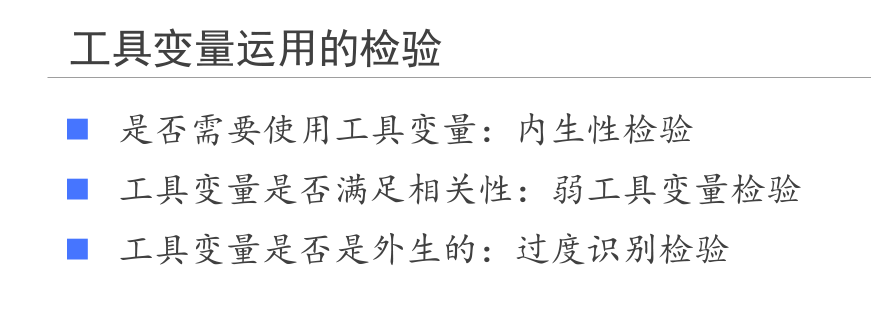 工具变量运用的检验
是否需要使用工具变量：内生性检验
工具变量是否满足相关性：弱工具变量检验
工具变量是否是外生的：过度识别检验